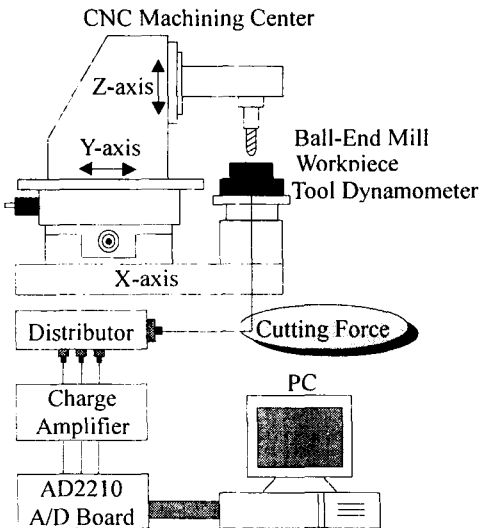 CNC Machining Center
Z-axis
Y-axis
Ball-End Mill
Workpiece
Tool Dynamometer
X-axis
Distributor
Cutting Force
PC
Charge
Amplifier
AD2210
A/D Board